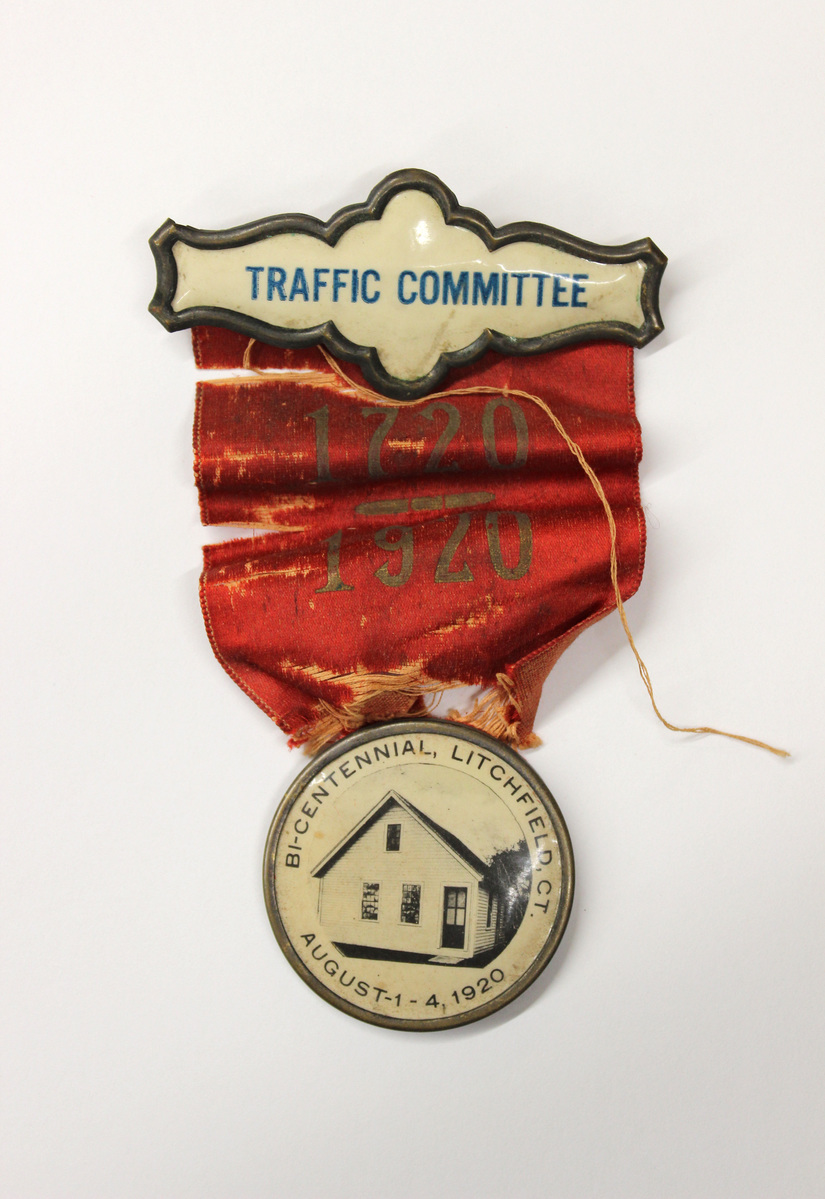 TRAFFIC COMMITTEE
1720
1920
BI-CENTENNIAL, LITCHFIELD, CT.
AUGUST-1-4, 1920